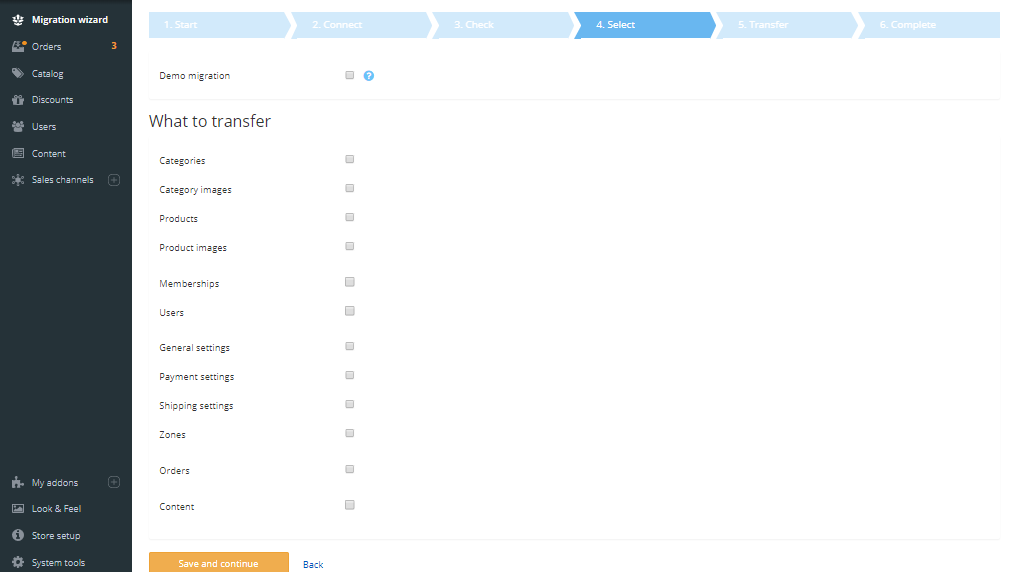 Migration wizard
Orders 3
Catalog
Discounts
Users
Content
Sales channels
My addons
Look & Feel
Store setup
System tools
1. Start
2. Connect
3. Check
4. Select
5. Transfer
6. Complete
Demo migration ?
What to transfer
Categories
Category images
Products
Product images
Memberships
Users
General settings
Payment settings
Shipping settings
Zones
Orders
Content
Save and continue
Back